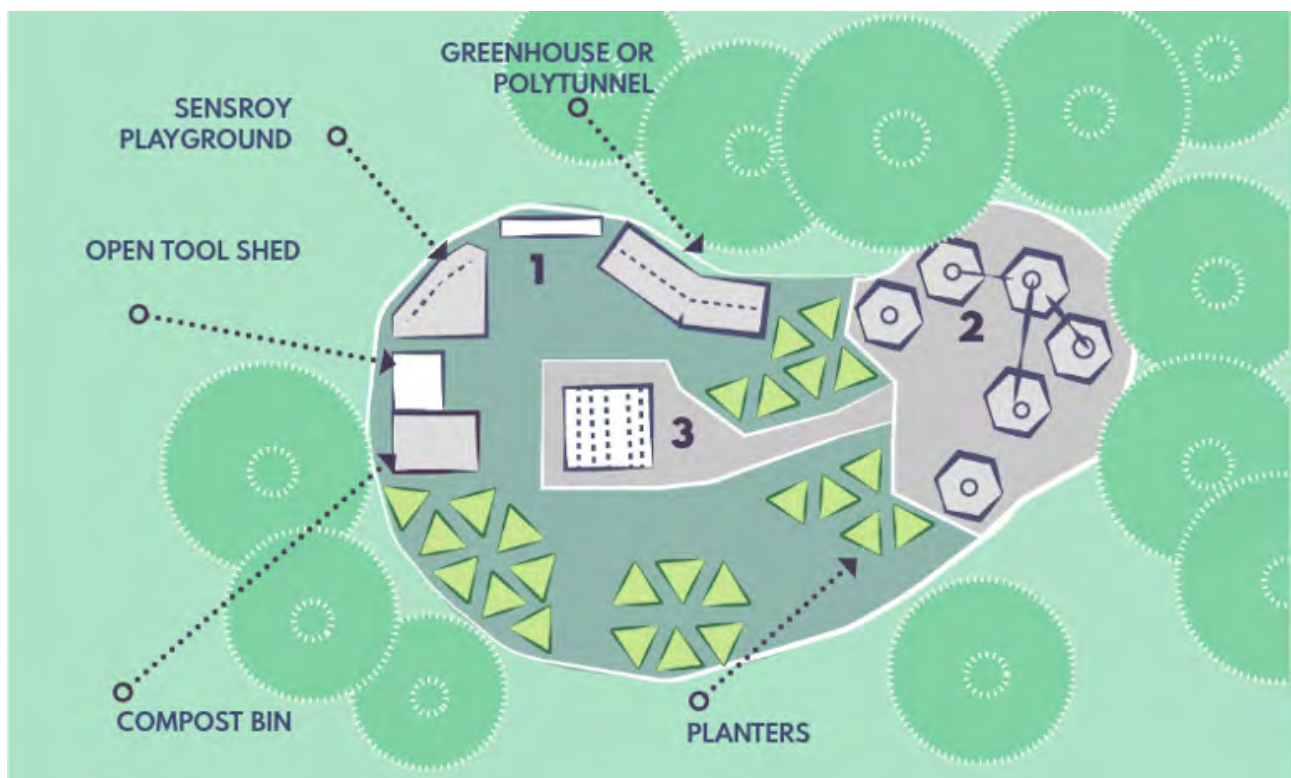 GREENHOUSE OR
POLYTUNNEL
SENSROY
PLAYGROUND
OPEN TOOL SHED
1
2
3
COMPOST BIN
PLANTERS